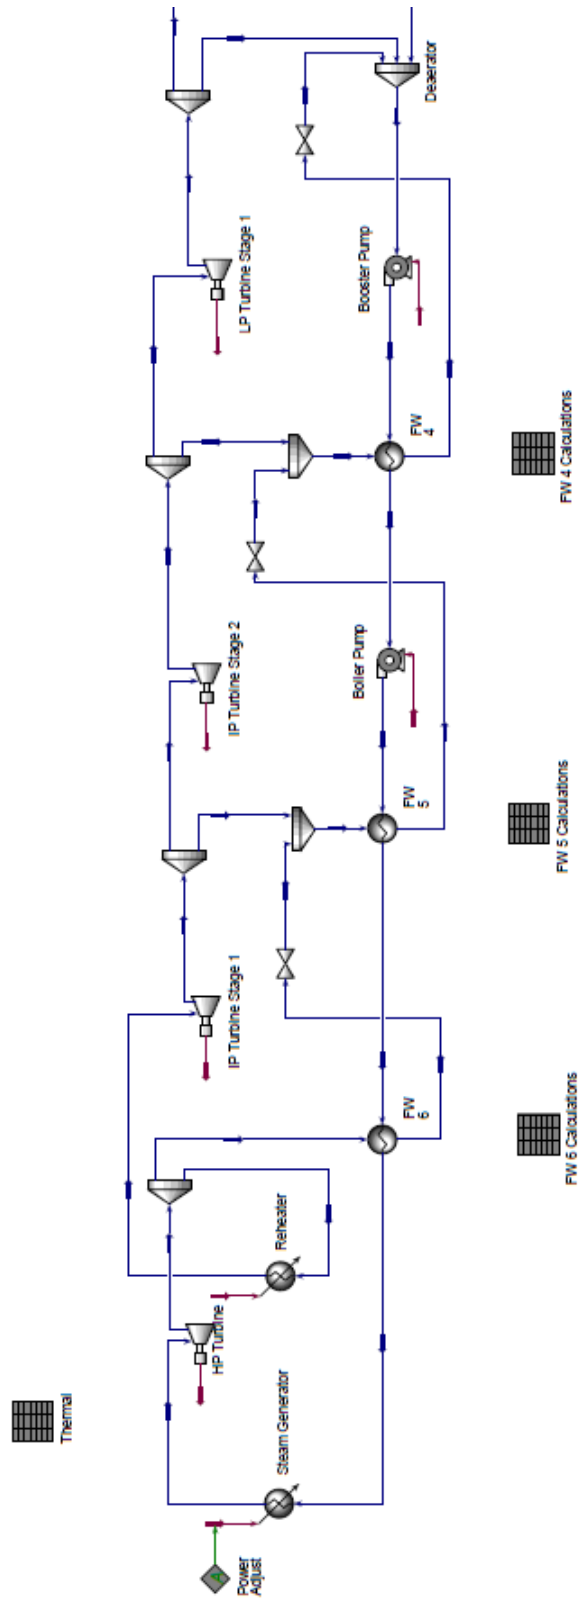 Power
Adjust
Thermal
Steam Generator
HP Turbine
Reheater
FW
6
FW 6 Calculations
IP Turbine Stage 1
FW
5
FW 5 Calculations
Boiler Pump
IP Turbine Stage 2
FW
4
FW 4 Calculations
LP Turbine Stage 1
Booster Pump
Deaerator
A